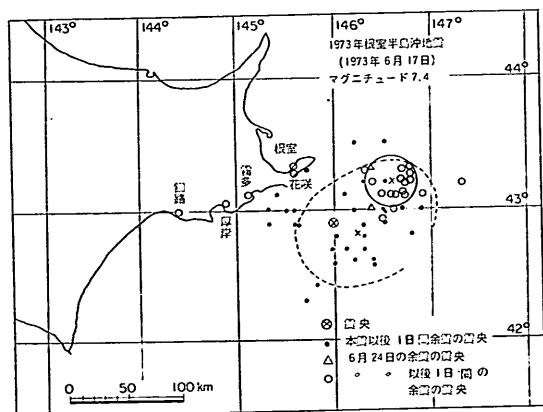 143°
144°
145°
146°
147°
1973年根室半島沖地震
(1973年6月17日)
マグニチュード7.4
44°
根室
花咲
霧多
釧路
厚岸
43°
42°
震央
本震以後1日間余震の震央
6月24日の余震の震央
〃 〃 以後1日間の
余震の震央
0 50 100 km